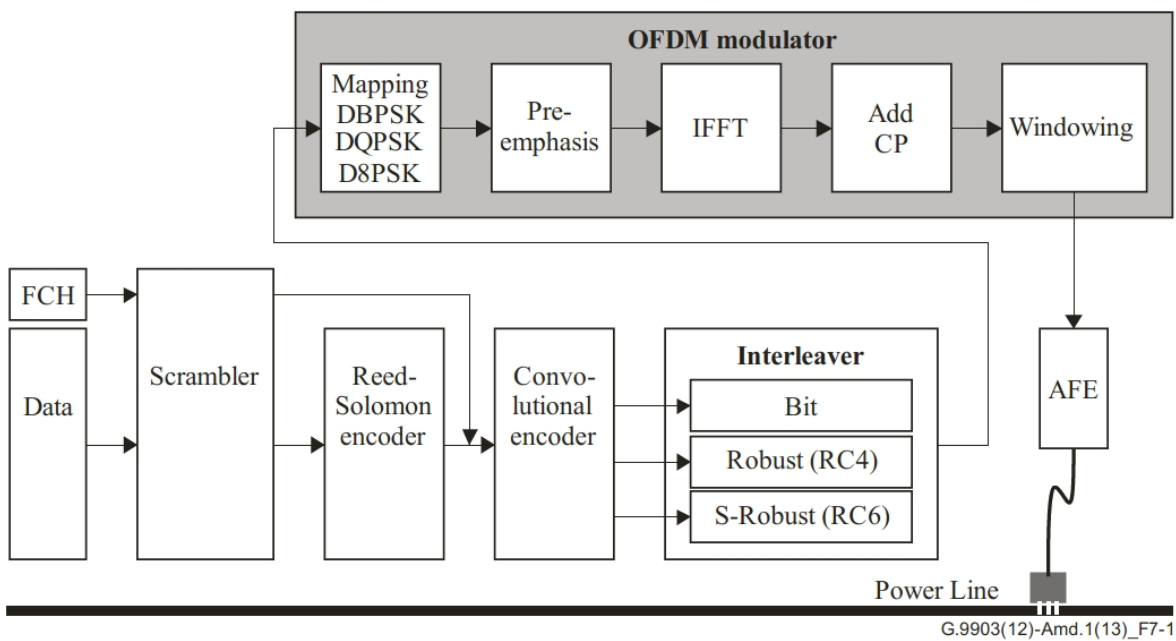 OFDM modulator
Mapping
DBPSK
DQPSK
D8PSK
Pre-
emphasis
IFFT
Add
CP
Windowing
FCH
Data
Scrambler
Reed-
Solomon
encoder
Convo-
lutional
encoder
Interleaver
Bit
Robust (RC4)
S-Robust (RC6)
AFE
Power Line
G.9903(12)-Amd.1(13)_F7-1